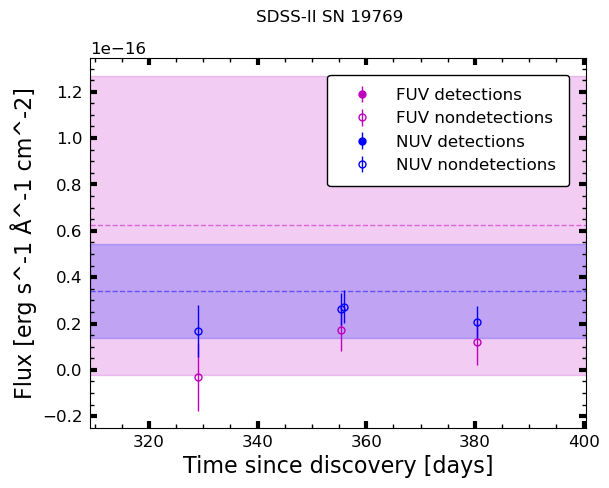 SDSS-II SN 19769
1e−16
FUV detections
FUV nondetections
NUV detections
NUV nondetections
Flux [erg s^-1 Å^-1 cm^-2]
1.2
1.0
0.8
0.6
0.4
0.2
0.0
−0.2
320 340 360 380 400
Time since discovery [days]